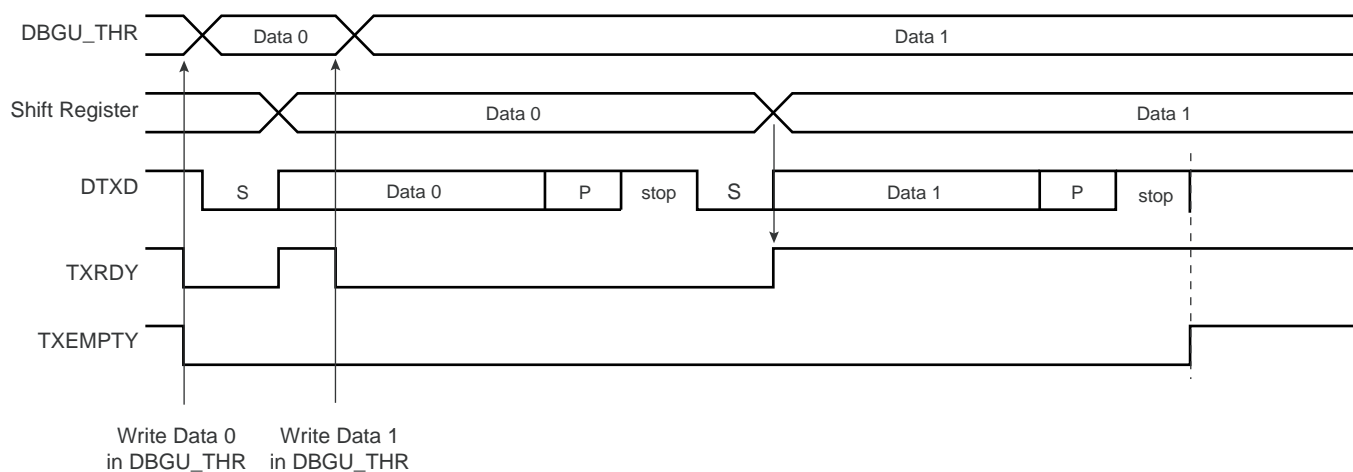 DBGU_THR Data 0 Data 1
Shift Register Data 0 Data 1
DTXD S Data 0 P stop S Data 1 P stop
TXRDY
TXEMPTY
Write Data 0
in DBGU_THR
Write Data 1
in DBGU_THR